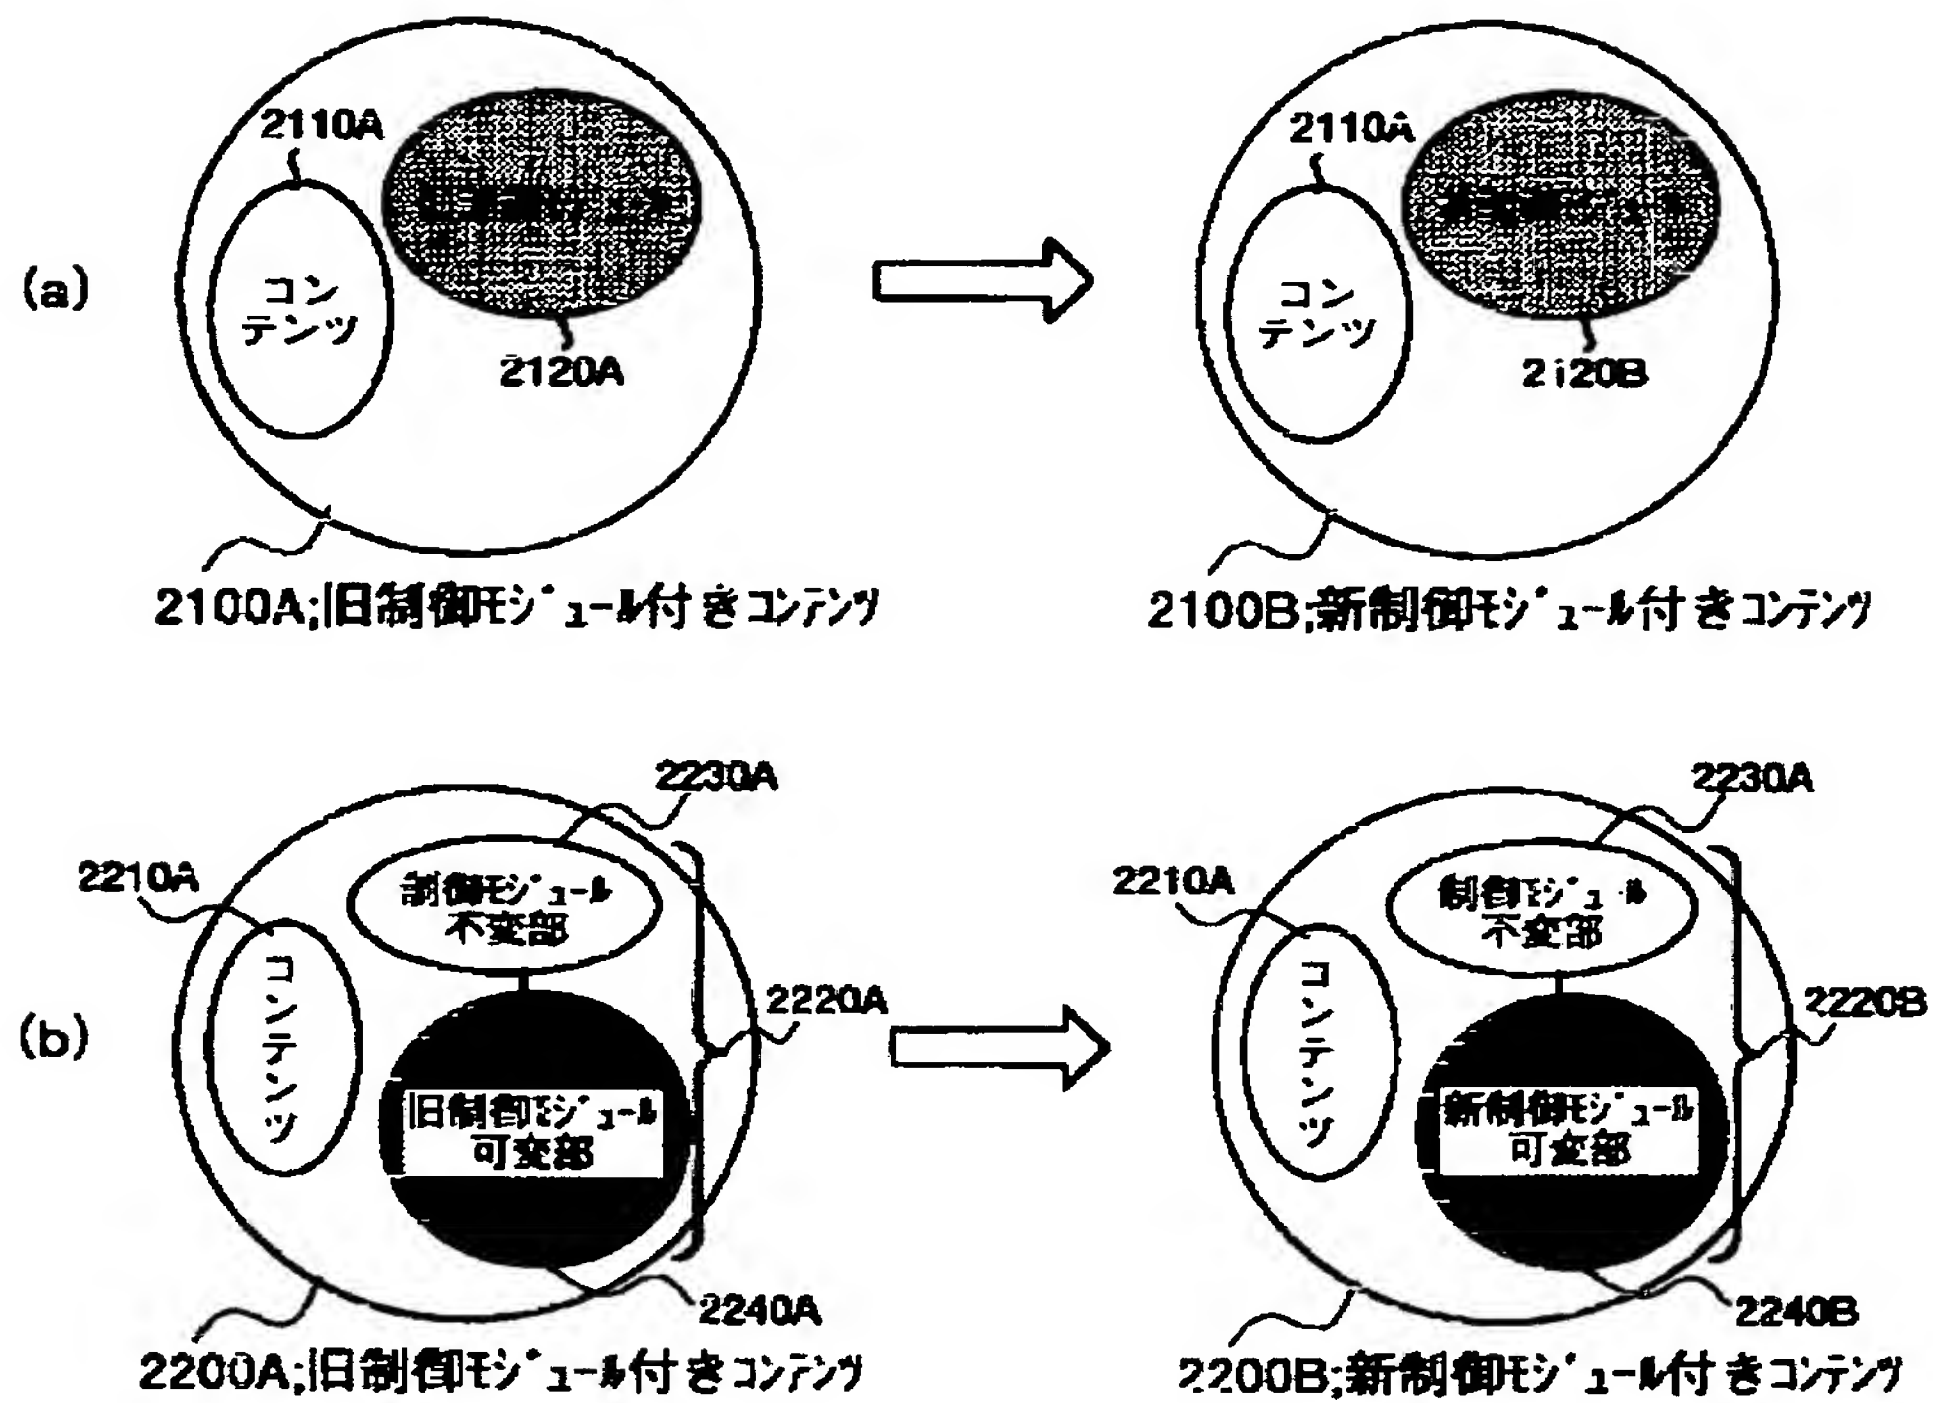 (a)
2110A
コン
テンツ
2120A
2100A;旧制御モジュール付きコンテンツ
2110A
コン
テンツ
2120B
2100B;新制御モジュール付きコンテンツ
(b)
2230A
2210A
制御モジュール
不変部
コンテンツ
2220A
旧制御モジュール
可変部
2240A
2200A;旧制御モジュール付きコンテンツ
2230A
2210A
制御モジュール
不変部
コンテンツ
2220B
新制御モジュール
可変部
2240B
2200B;新制御モジュール付きコンテンツ